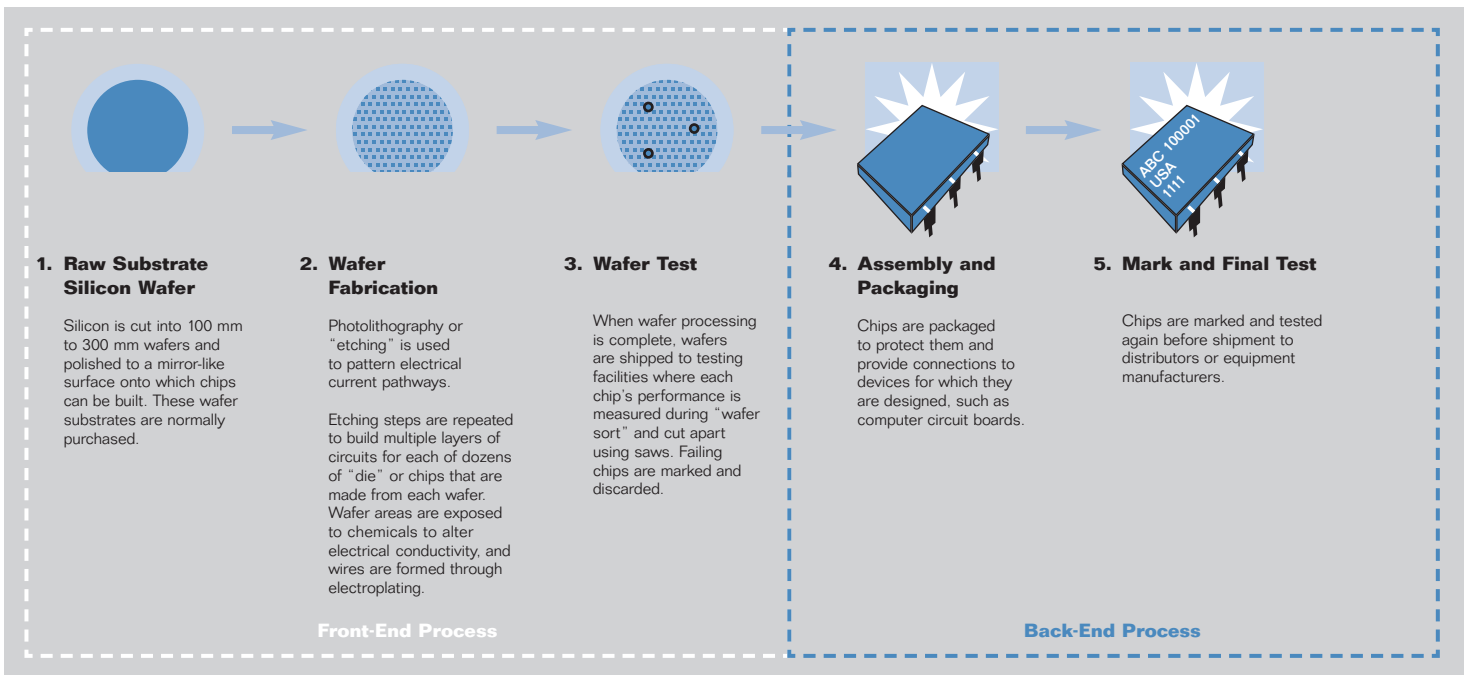 ABC 100001
USA
1111
1. Raw Substrate
Silicon Wafer
Silicon is cut into 100 mm
to 300 mm wafers and
polished to a mirror-like
surface onto which chips
can be built. These wafer
substrates are normally
purchased.
2. Wafer
Fabrication
Photolithography or
“etching” is used
to pattern electrical
current pathways.
Etching steps are repeated
to build multiple layers of
circuits for each of dozens
of “die” or chips that are
made from each wafer.
Wafer areas are exposed
to chemicals to alter
electrical conductivity, and
wires are formed through
electroplating.
3. Wafer Test
When wafer processing
is complete, wafers
are shipped to testing
facilities where each
chip’s performance is
measured during “wafer
sort” and cut apart
using saws. Failing
chips are marked and
discarded.
4. Assembly and
Packaging
Chips are packaged
to protect them and
provide connections to
devices for which they
are designed, such as
computer circuit boards.
5. Mark and Final Test
Chips are marked and tested
again before shipment to
distributors or equipment
manufacturers.
Front-End Process
Back-End Process